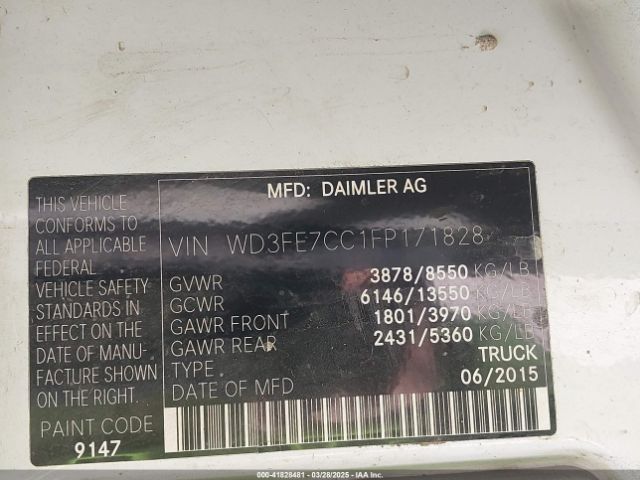 MFD: DAIMLER AG
THIS VEHICLE
CONFORMS TO
ALL APPLICABLE
FEDERAL
VEHICLE SAFETY
STANDARDS IN
EFFECT ON THE
DATE OF MANU-
FACTURE SHOWN
ON THE RIGHT.
PAINT CODE
9147
VIN WD3FE7CC1FP171828
GVWR 3878/8550 KG/LB
GCWR 6146/13550 KG/LB
GAWR FRONT 1801/3970 KG/LB
GAWR REAR 2431/5360 KG/LB
TYPE TRUCK
DATE OF MFD 06/2015
000-41828481 | 03/28/2025 - IAA Inc.